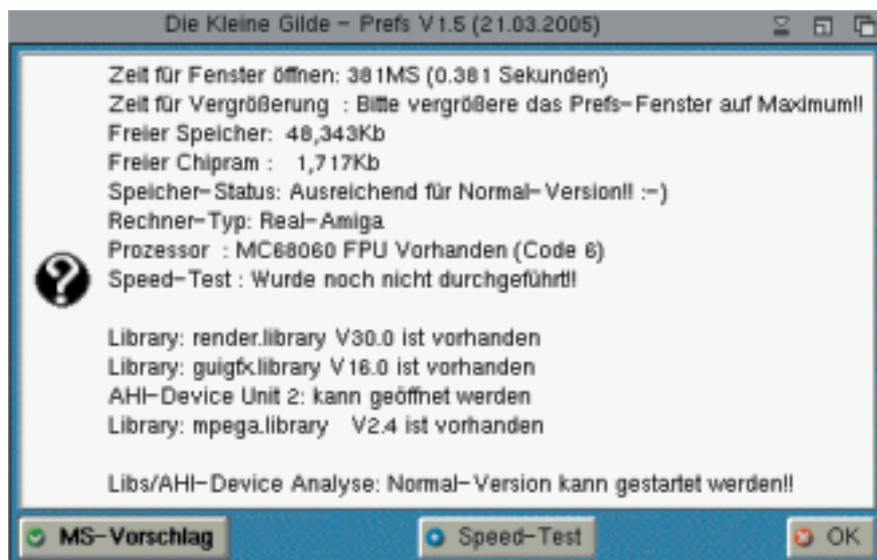 Die Kleine Gilde - Prefs V1.5 (21.03.2005)
Zeit für Fenster öffnen: 381MS (0.381 Sekunden)
Zeit für Vergrößerung : Bitte vergrößere das Prefs-Fenster auf Maximum!!
Freier Speicher: 48,343Kb
Freier Chipram : 1,717Kb
Speicher-Status: Ausreichend für Normal-Version!! :-)
Rechner-Typ: Real-Amiga
Prozessor : MC68060 FPU Vorhanden (Code 6)
Speed-Test : Wurde noch nicht durchgeführt!!
Library: render.library V30.0 ist vorhanden
Library: guigfx.library V16.0 ist vorhanden
AHI-Device Unit 2: kann geöffnet werden
Library: mpega.library V2.4 ist vorhanden
Libs/AHI-Device Analyse: Normal-Version kann gestartet werden!!
MS-Vorschlag Speed-Test OK